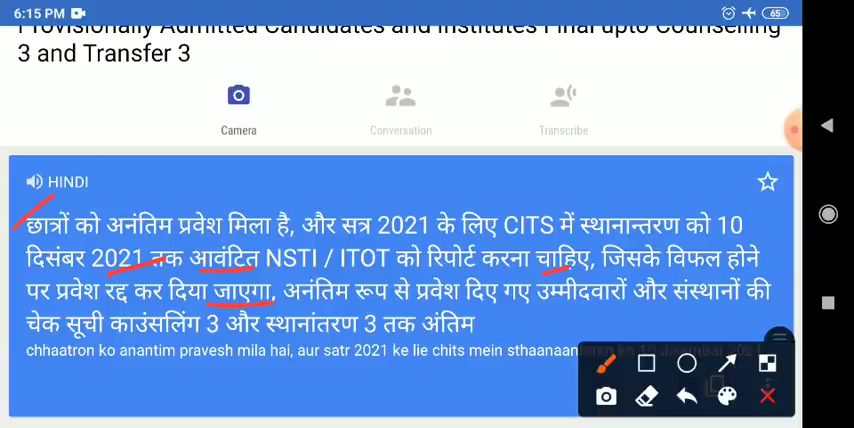 6:15 PM
65
Provisionally Admitted Candidates and Institutes Final upto Counselling
3 and Transfer 3
Camera
Conversation
Transcribe
HINDI
छात्रों को अनंतिम प्रवेश मिला है, और सत्र 2021 के लिए CITS में स्थानान्तरण को 10
दिसंबर 2021 तक आवंटित NSTI / ITOT को रिपोर्ट करना चाहिए, जिसके विफल होने
पर प्रवेश रद्द कर दिया जाएगा, अनंतिम रूप से प्रवेश दिए गए उम्मीदवारों और संस्थानों की
चेक सूची काउंसलिंग 3 और स्थानांतरण 3 तक अंतिम
chhaatron ko anantim pravesh mila hai, aur satr 2021 ke lie chits mein